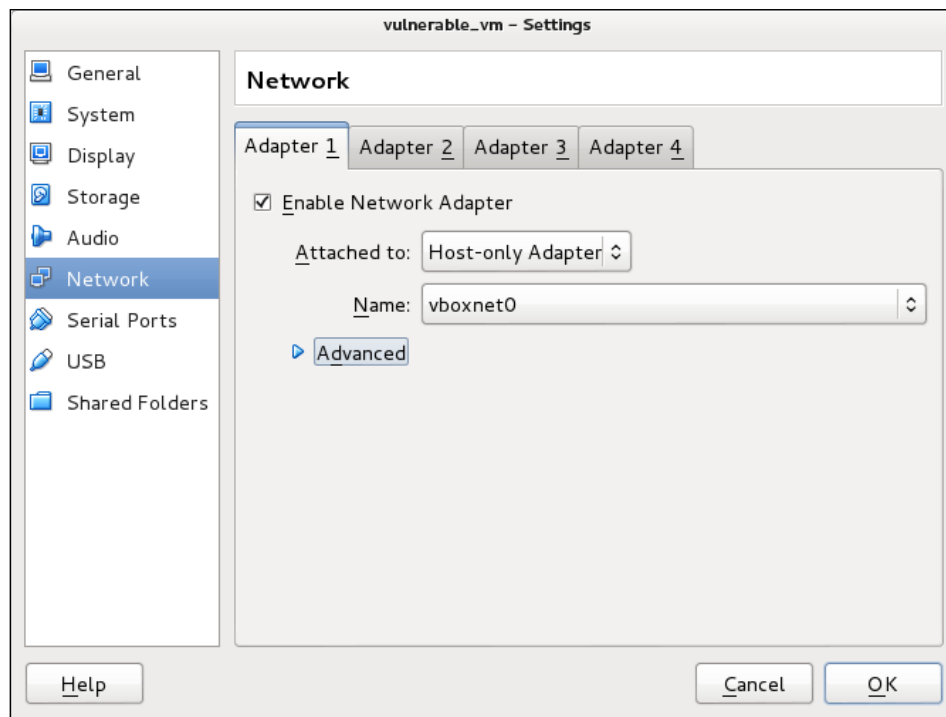 vulnerable_vm – Settings
General
System
Display
Storage
Audio
Network
Serial Ports
USB
Shared Folders
Network
Adapter 1 Adapter 2 Adapter 3 Adapter 4
Enable Network Adapter
Attached to: Host-only Adapter
Name: vboxnet0
Advanced
Help Cancel OK